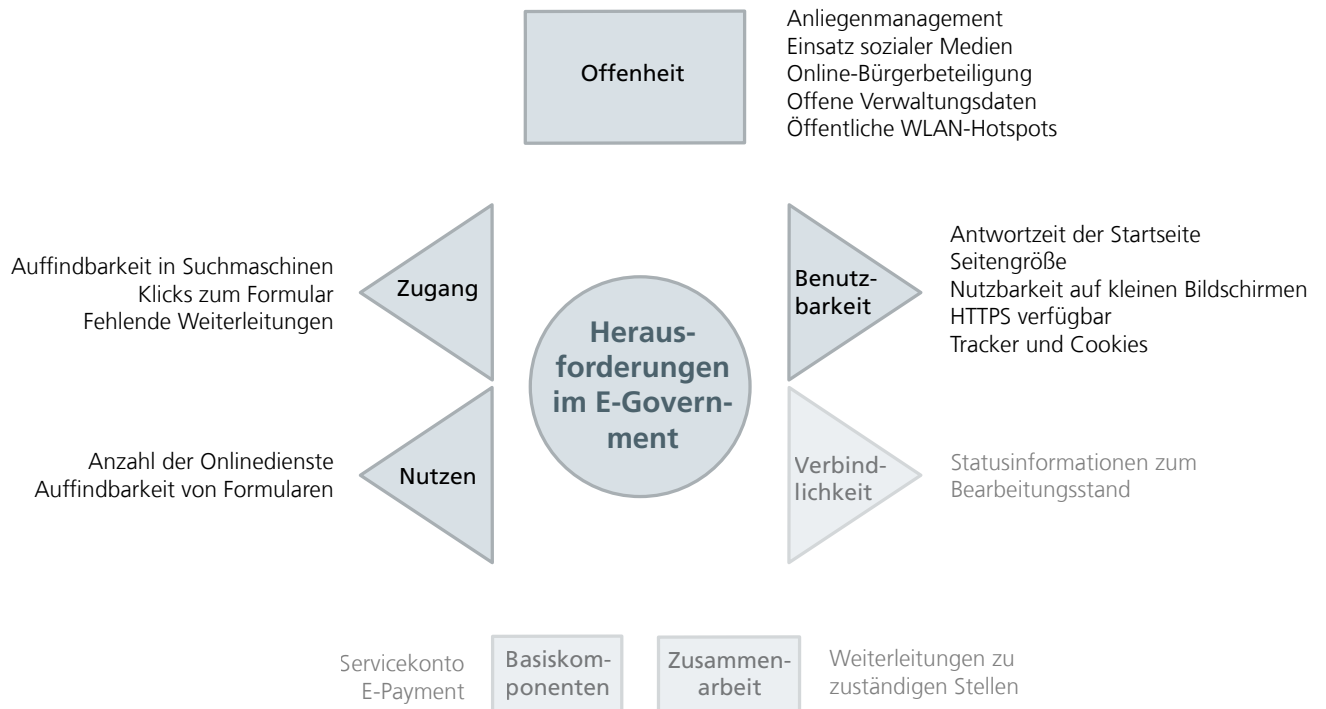 Offenheit
Anliegenmanagement
Einsatz sozialer Medien
Online-Bürgerbeteiligung
Offene Verwaltungsdaten
Öffentliche WLAN-Hotspots
Auffindbarkeit in Suchmaschinen
Klicks zum Formular
Fehlende Weiterleitungen
Zugang
Benutz-
barkeit
Antwortzeit der Startseite
Seitengröße
Nutzbarkeit auf kleinen Bildschirmen
HTTPS verfügbar
Tracker und Cookies
Heraus-
forderungen
im E-Govern-
ment
Anzahl der Onlinedienste
Auffindbarkeit von Formularen
Nutzen
Verbind-
lichkeit
Statusinformationen zum
Bearbeitungsstand
Servicekonto
E-Payment
Basiskom-
ponenten
Zusammen-
arbeit
Weiterleitungen zu
zuständigen Stellen